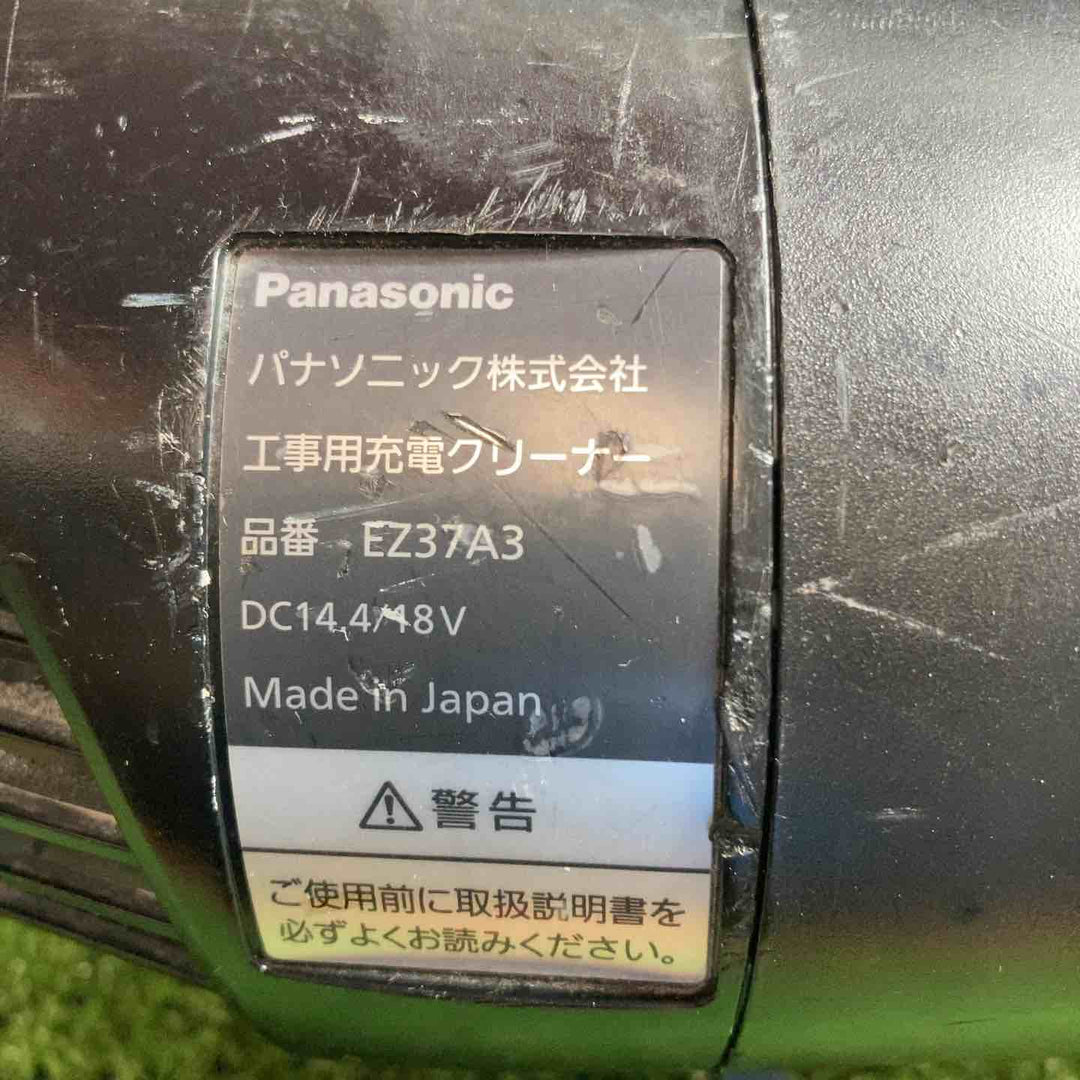 Panasonic
パナソニック株式会社
工事用充電クリーナー
品番 EZ37A3
DC14.4/18V
Made in Japan
警告
ご使用前に取扱説明書を
必ずよくお読みください。